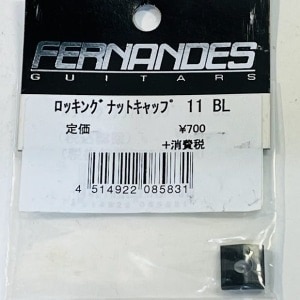 FERNANDES
GUITARS
ロッキングナットキャップ 11 BL
定価 ¥700
+消費税
4 514922 085831